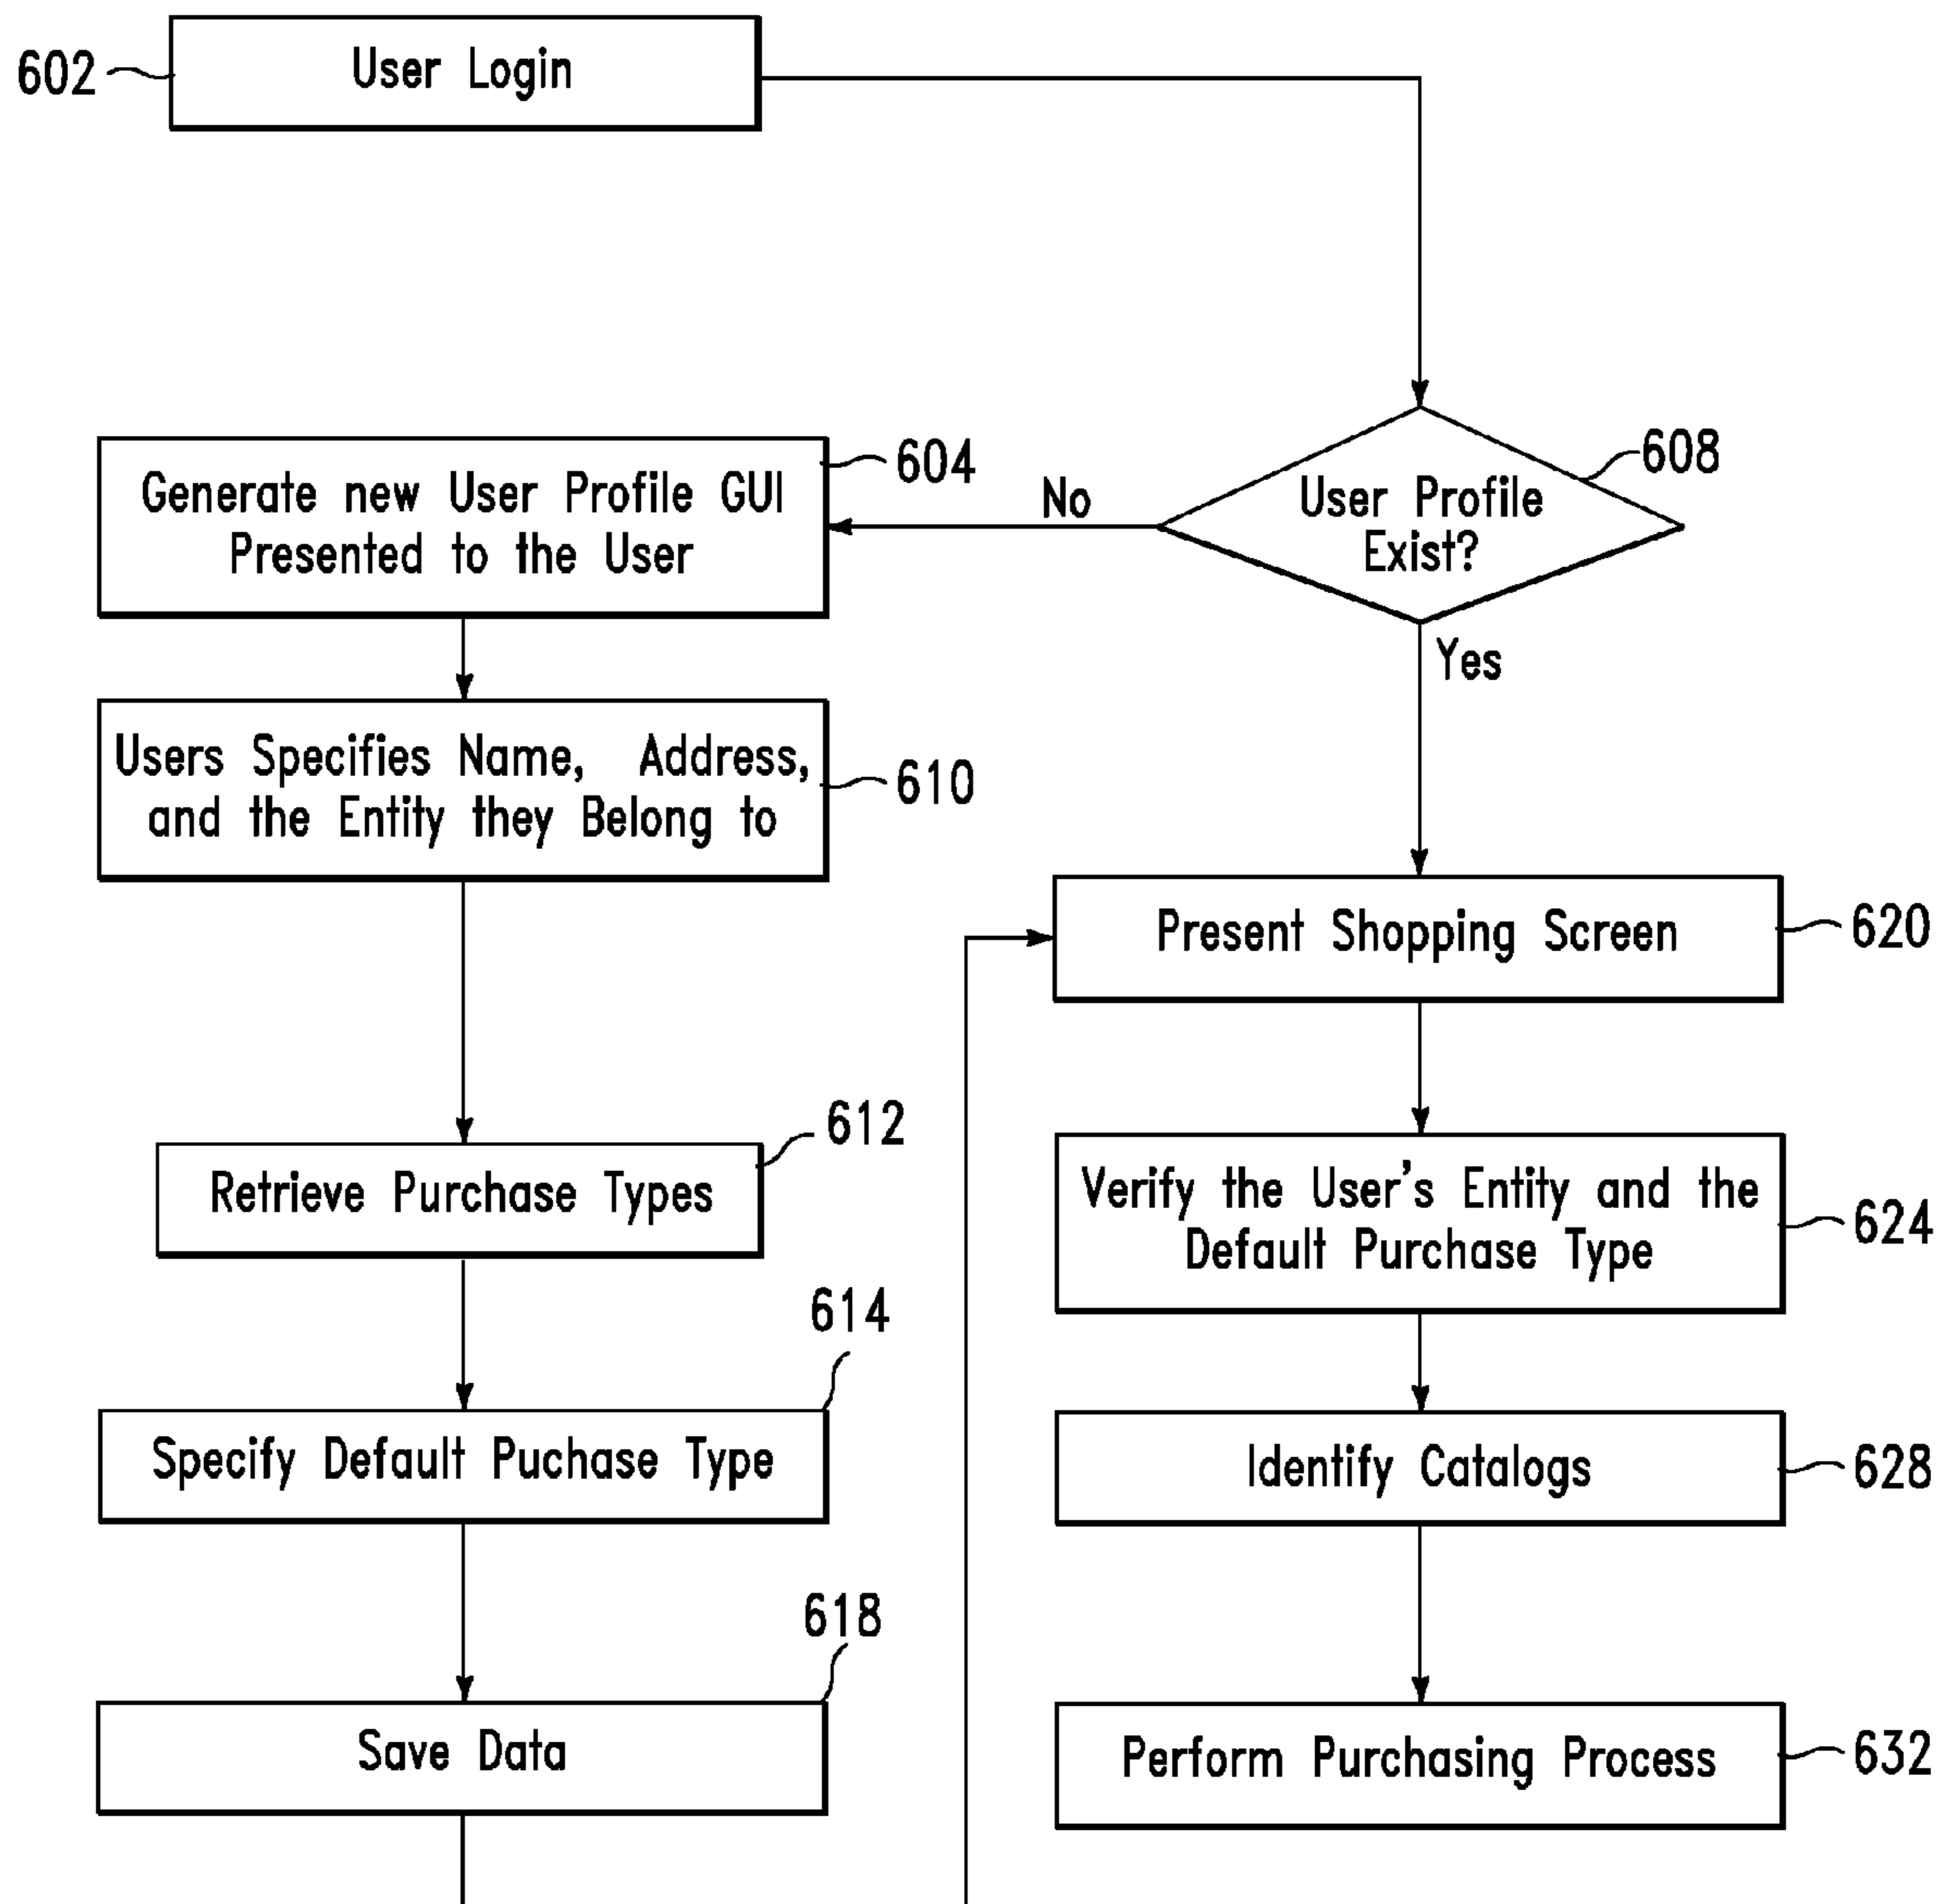 602
User Login
604
Generate new User Profile GUI
Presented to the User
No
608
User Profile
Exist?
Yes
Users Specifies Name, Address,
and the Entity they Belong to
610
Present Shopping Screen
620
612
Retrieve Purchase Types
Verify the User's Entity and the
Default Purchase Type
624
614
Specify Default Puchase Type
Identify Catalogs
628
618
Save Data
Perform Purchasing Process
632